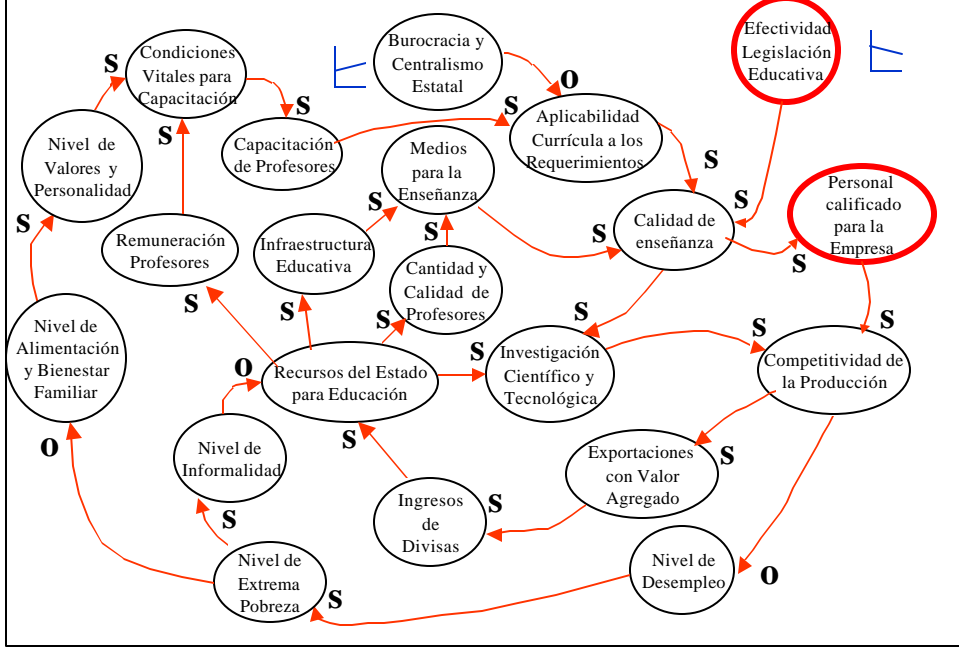 Condiciones
Vitales para
Capacitación
Burocracia y
Centralismo
Estatal
Efectividad
Legislación
Educativa
S
S
O
S
S
Capacitación
de Profesores
Aplicabilidad
Currícula a los
Requerimientos
Nivel de
Valores y
Personalidad
S
Medios
para la
Enseñanza
S
Personal
calificado
para la
Empresa
S
S
S
Remuneración
Profesores
Infraestructura
Educativa
S
S
Calidad de
enseñanza
S
Cantidad y
Calidad de
Profesores
S
S
S
S
S
S
Nivel de
Alimentación
y Bienestar
Familiar
O
Recursos del Estado
para Educación
S
Investigación
Científico y
Tecnológica
Competitividad de
la Producción
O
S
Nivel de
Informalidad
Exportaciones
con Valor
Agregado
S
Ingresos
de
Divisas
S
S
Nivel de
Extrema
Pobreza
S
Nivel de
Desempleo
O